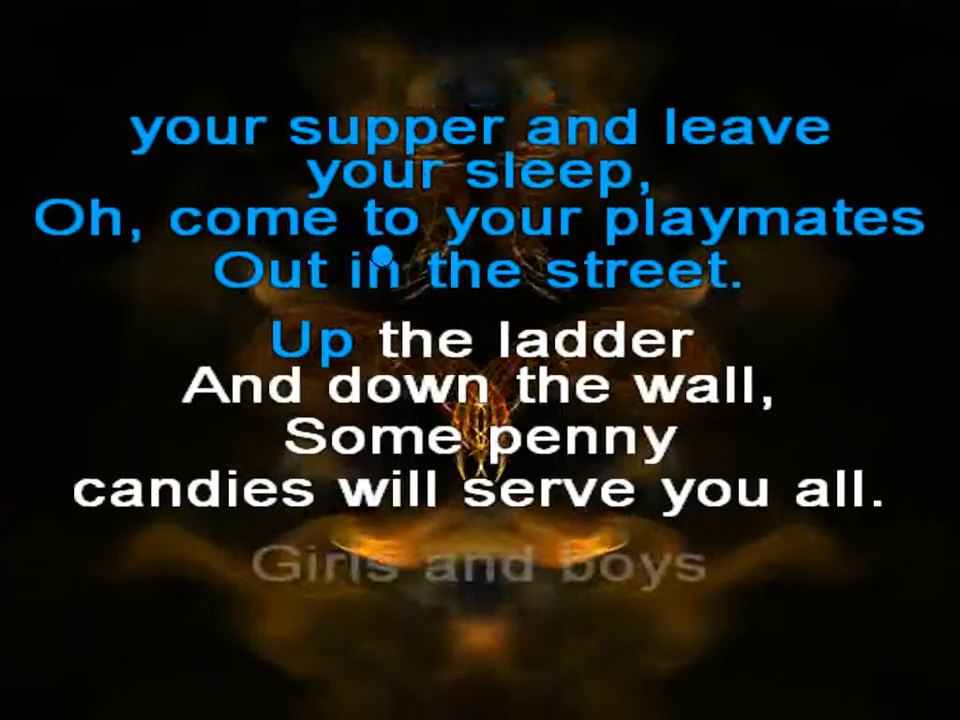 your supper and leave
your sleep,
Oh, come to your playmates
Out in the street.
Up the ladder
And down the wall,
Some penny
candies will serve you all.
Girls and boys